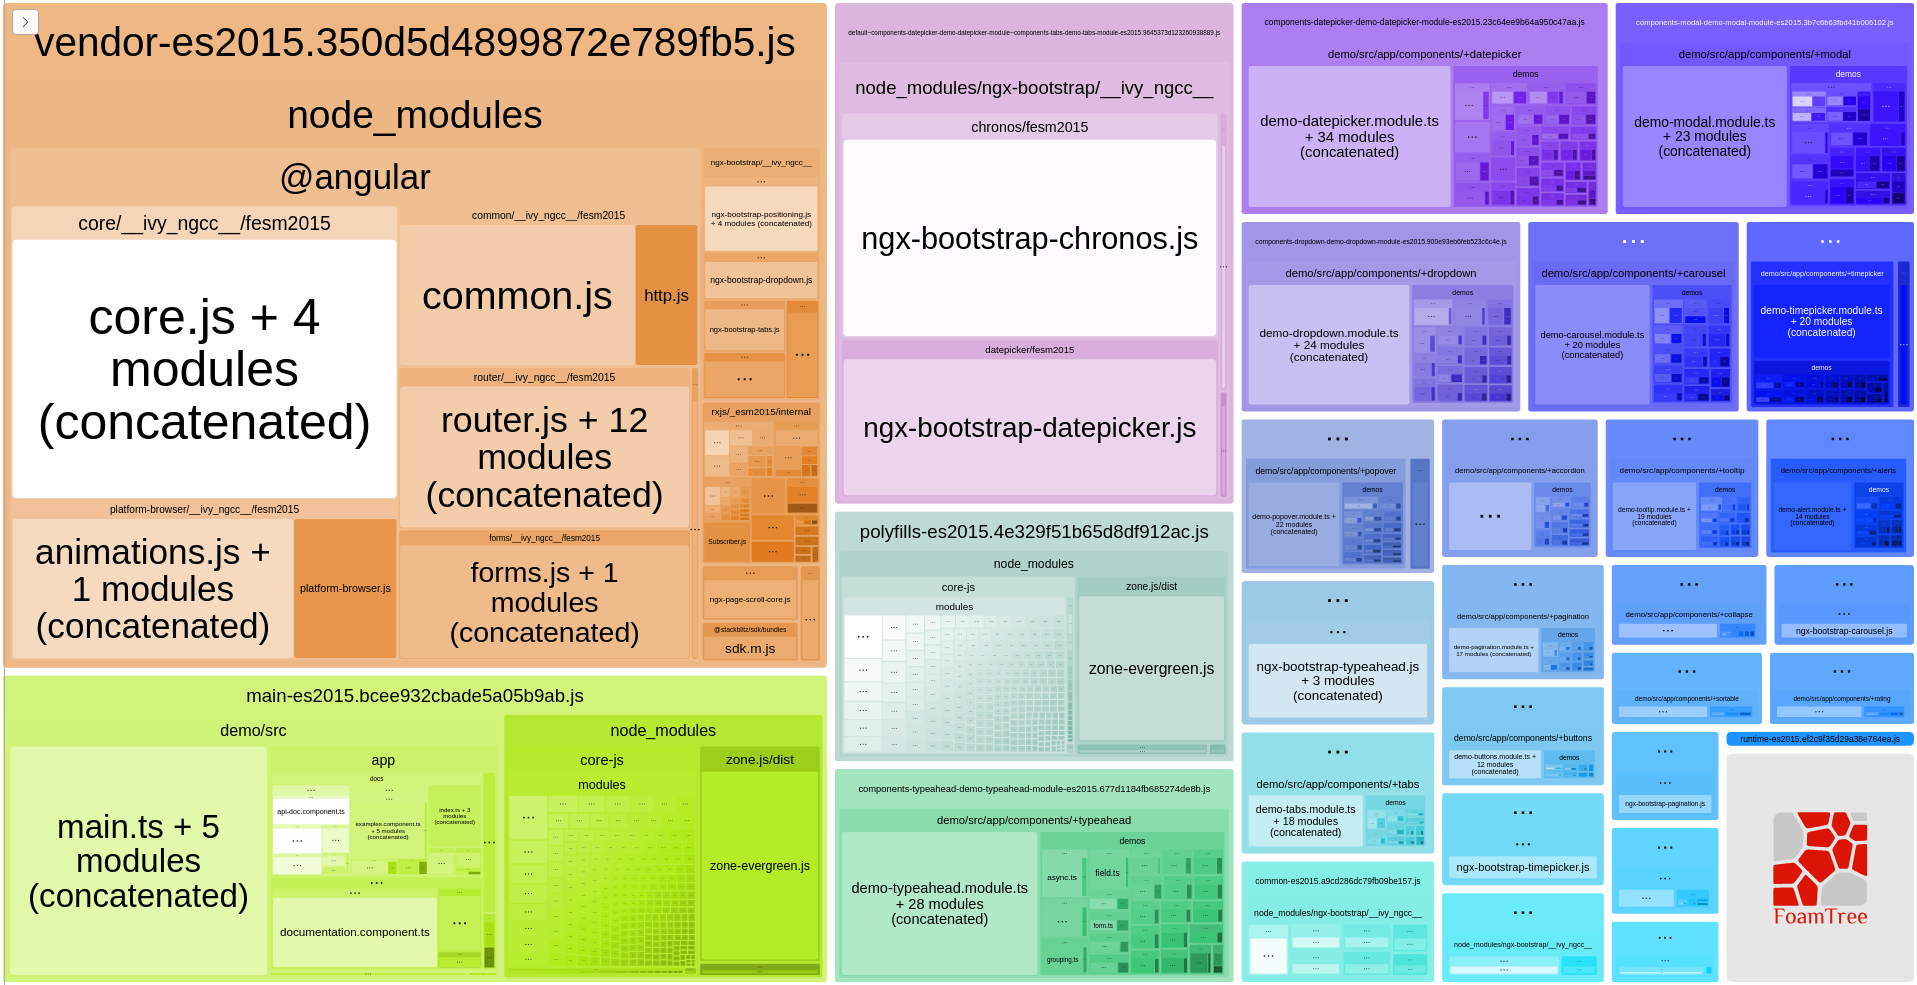 vendor-es2015.350d5d4899872e789fb5.js
node_modules
@angular
core/__ivy_ngcc__/fesm2015
core.js + 4
modules
(concatenated)
platform-browser/__ivy_ngcc__/fesm2015
animations.js +
1 modules
(concatenated)
platform-browser.js
common/__ivy_ngcc__/fesm2015
common.js
http.js
router/__ivy_ngcc__/fesm2015
router.js + 12
modules
(concatenated)
forms/__ivy_ngcc__/fesm2015
forms.js + 1
modules
(concatenated)
ngx-bootstrap/__ivy_ngcc__
ngx-bootstrap-positioning.js
+ 4 modules (concatenated)
ngx-bootstrap-dropdown.js
ngx-bootstrap-tabs.js
rxjs/_esm2015/internal
Subscriber.js
ngx-page-scroll-core.js
@stackblitz/sdk/bundles
sdk.m.js
main-es2015.bcee932cbade5a05b9ab.js
demo/src
main.ts + 5
modules
(concatenated)
app
docs
api-doc.component.ts
examples.component.ts
+ 5 modules
(concatenated)
index.ts + 3
modules
(concatenated)
documentation.component.ts
node_modules
core-js
modules
zone.js/dist
zone-evergreen.js
default~components-datepicker-demo-datepicker-module~components-tabs-demo-tabs-module-es2015.9645373d123260938889.js
node_modules/ngx-bootstrap/__ivy_ngcc__
chronos/fesm2015
ngx-bootstrap-chronos.js
datepicker/fesm2015
ngx-bootstrap-datepicker.js
polyfills-es2015.4e329f51b65d8df912ac.js
node_modules
core-js
modules
zone.js/dist
zone-evergreen.js
components-typeahead-demo-typeahead-module-es2015.677d1184fb685274de8b.js
demo/src/app/components/+typeahead
demo-typeahead.module.ts
+ 28 modules
(concatenated)
demos
async.ts
field.ts
form.ts
grouping.ts
components-datepicker-demo-datepicker-module-es2015.23c64ee9b64a950c47aa.js
demo/src/app/components/+datepicker
demo-datepicker.module.ts
+ 34 modules
(concatenated)
demos
components-modal-demo-modal-module-es2015.3b7c6b63fbd41b006102.js
demo/src/app/components/+modal
demo-modal.module.ts
+ 23 modules
(concatenated)
demos
components-dropdown-demo-dropdown-module-es2015.900e93eb6feb523c6c4e.js
demo/src/app/components/+dropdown
demo-dropdown.module.ts
+ 24 modules
(concatenated)
demos
demo/src/app/components/+carousel
demo-carousel.module.ts
+ 20 modules
(concatenated)
demos
demo/src/app/components/+timepicker
demo-timepicker.module.ts
+ 20 modules
(concatenated)
demos
demo/src/app/components/+popover
demo-popover.module.ts +
22 modules
(concatenated)
demos
demo/src/app/components/+accordion
demos
demo/src/app/components/+tooltip
demo-tooltip.module.ts +
19 modules
(concatenated)
demos
demo/src/app/components/+alerts
demo-alert.module.ts +
14 modules
(concatenated)
demos
ngx-bootstrap-typeahead.js
+ 3 modules
(concatenated)
demo/src/app/components/+pagination
demo-pagination.module.ts +
17 modules (concatenated)
demos
demo/src/app/components/+collapse
ngx-bootstrap-carousel.js
demo/src/app/components/+sortable
demo/src/app/components/+rating
demo/src/app/components/+buttons
demo-buttons.module.ts +
12 modules
(concatenated)
demos
demo/src/app/components/+tabs
demo-tabs.module.ts
+ 18 modules
(concatenated)
demos
runtime-es2015.ef2c9f35d29a38e764ea.js
ngx-bootstrap-pagination.js
ngx-bootstrap-timepicker.js
common-es2015.a9cd286dc79fb09be157.js
node_modules/ngx-bootstrap/__ivy_ngcc__
node_modules/ngx-bootstrap/__ivy_ngcc__
FoamTree